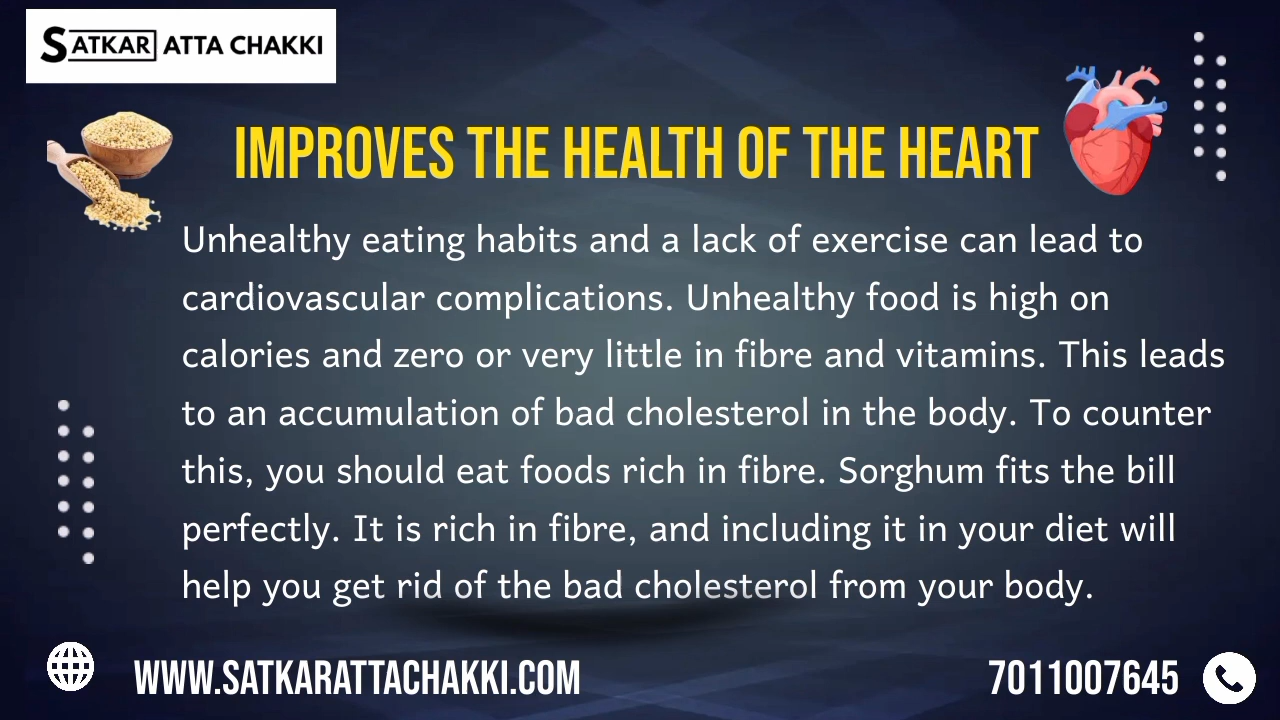 SATKAR ATTA CHAKKI
IMPROVES THE HEALTH OF THE HEART
Unhealthy eating habits and a lack of exercise can lead to
cardiovascular complications. Unhealthy food is high on
calories and zero or very little in fibre and vitamins. This leads
to an accumulation of bad cholesterol in the body. To counter
this, you should eat foods rich in fibre. Sorghum fits the bill
perfectly. It is rich in fibre, and including it in your diet will
help you get rid of the bad cholesterol from your body.
WWW.SATKARATTACHAKKI.COM
7011007645